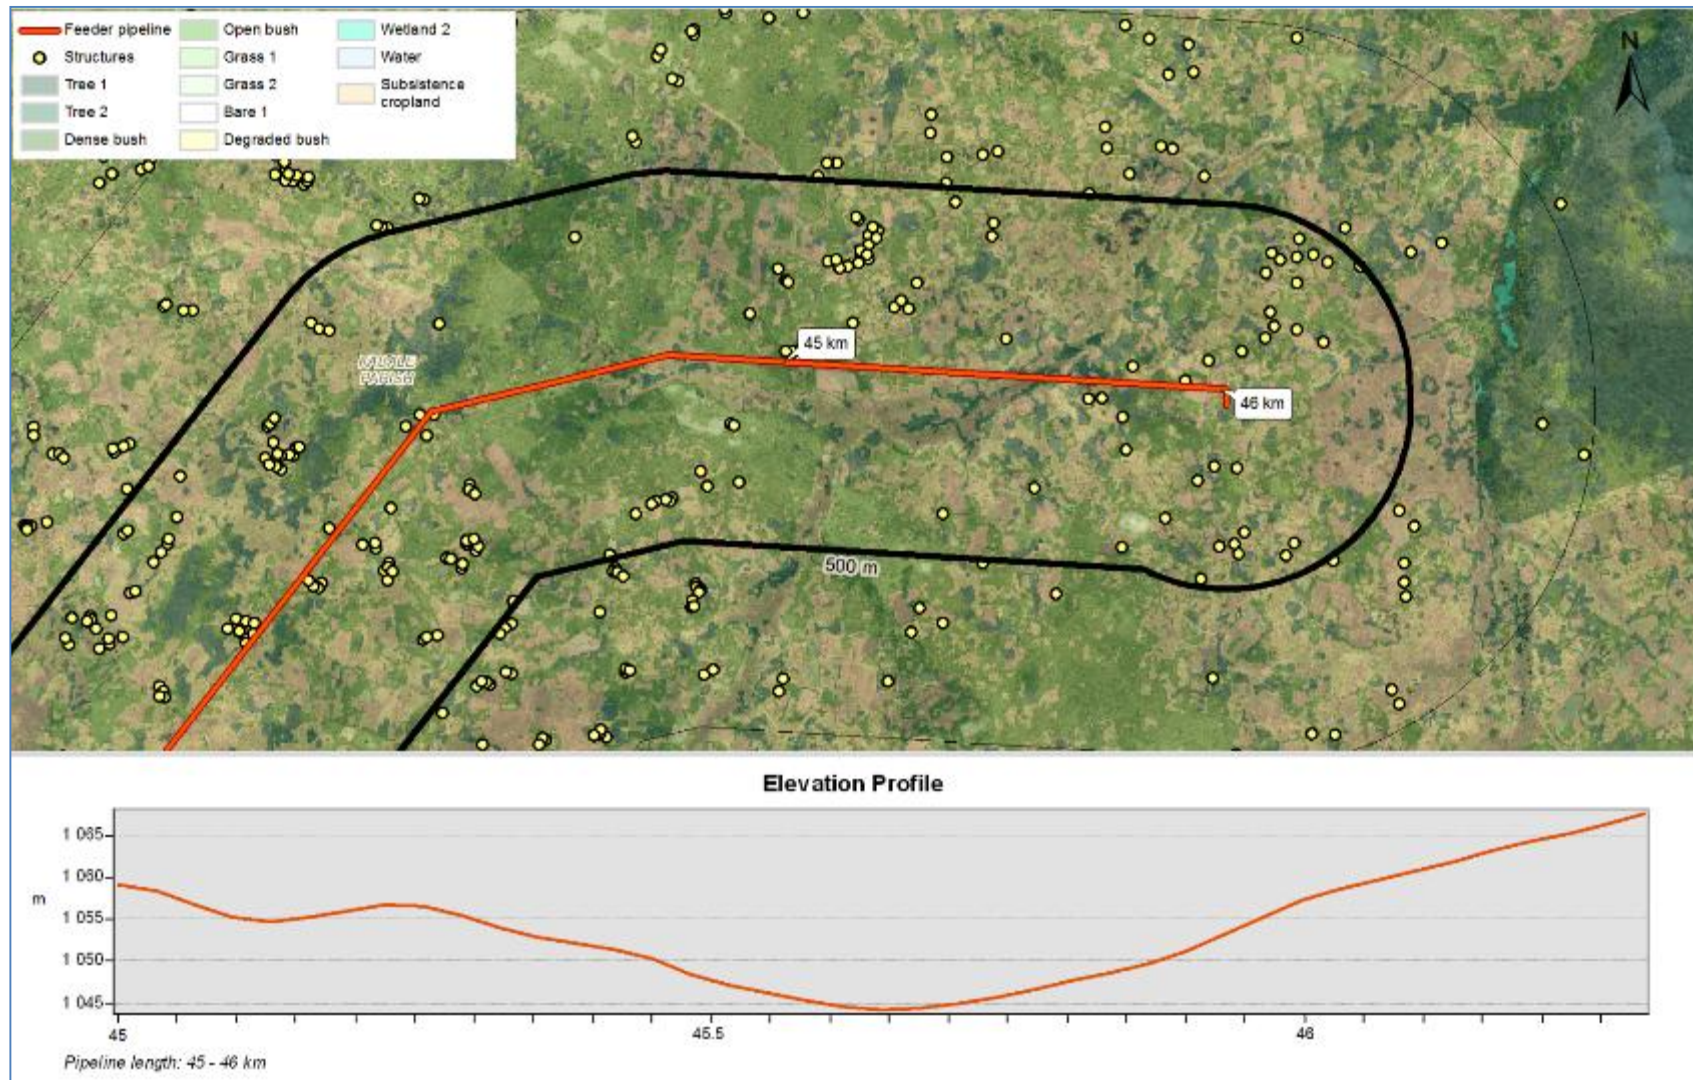 Feeder pipeline
Structures
Tree 1
Tree 2
Dense bush
Open bush
Grass 1
Grass 2
Bare 1
Degraded bush
Wetland 2
Water
Subsistence
cropland
N
PARISH
45 km
46 km
500 m
Elevation Profile
1 065
1 060
1 055
1 050
1 045
m
45
45.5
46
Pipeline length: 45 - 46 km